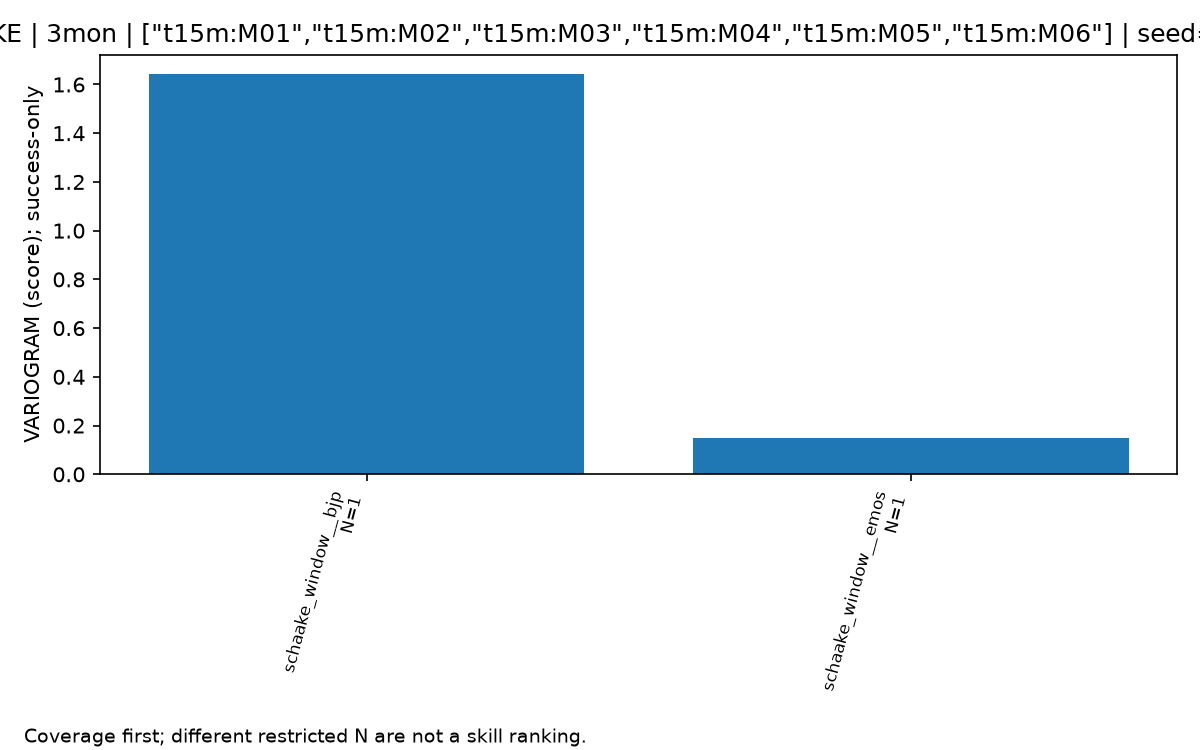 KE | 3mon | ["t15m:M01","t15m:M02","t15m:M03","t15m:M04","t15m:M05","t15m:M06"] | seed=
VARIOGRAM (score); success-only
1.6
1.4
1.2
1.0
0.8
0.6
0.4
0.2
0.0
schaake_window__bjp
N=1
schaake_window__emos
N=1
Coverage first; different restricted N are not a skill ranking.